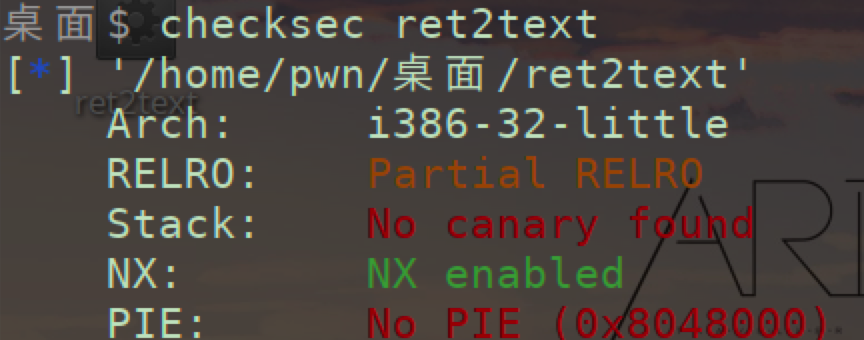 桌面$ checksec ret2text
[*] '/home/pwn/桌面/ret2text'
ret2text
Arch: i386-32-little
RELRO: Partial RELRO
Stack: No canary found
NX: NX enabled
PIE: No PIE (0x8048000)